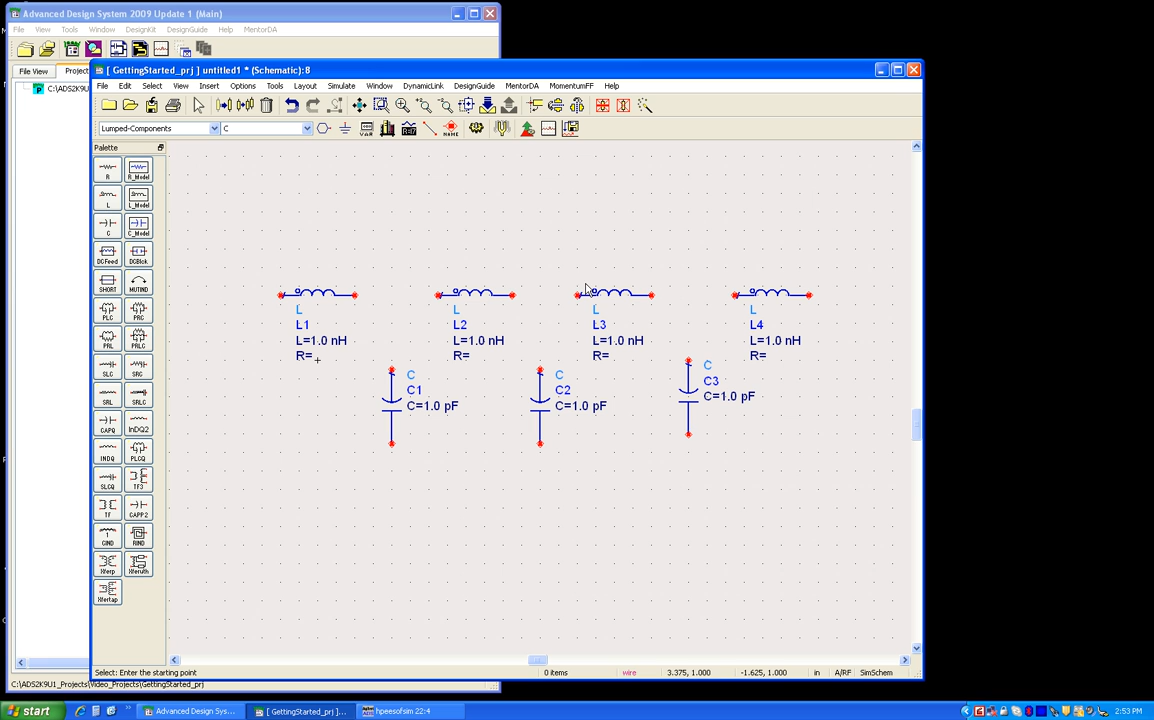 Advanced Design System 2009 Update 1 (Main)
File View Tools Window DesignKit DesignGuide Help MentorDA
File View Project
C:\ADS2K9U
[ GettingStarted_prj ] untitled1 * (Schematic):8
File Edit Select View Insert Options Tools Layout Simulate Window DynamicLink DesignGuide MentorDA MomentumFF Help
VAR
NAME
Lumped-Components C
Palette
R R_Model
L L_Model
C C_Model
DCFeed DCBlok
SHORT MUTIND
PLC PRC
PRL PRLC
SLC SRC
SRL SRLC
CAPQ InDQ2
INDQ PLCQ
SLCQ TF3
TF CAPP2
CIND RIND
Xferp Xferuth
Xfertap
L L L L
L1 L2 L3 L4
L=1.0 nH L=1.0 nH L=1.0 nH L=1.0 nH
R= R= R= R=
C C C
C1 C2 C3
C=1.0 pF C=1.0 pF C=1.0 pF
Select: Enter the starting point 0 items wire 3.375, 1.000 -1.625, 1.000 in A/RF SimSchem
C:\ADS2K9U1_Projects\Video_Projects\GettingStarted_prj
start Advanced Design Sys... [ GettingStarted_prj ]... hpeesofsim 22:4 2:53 PM